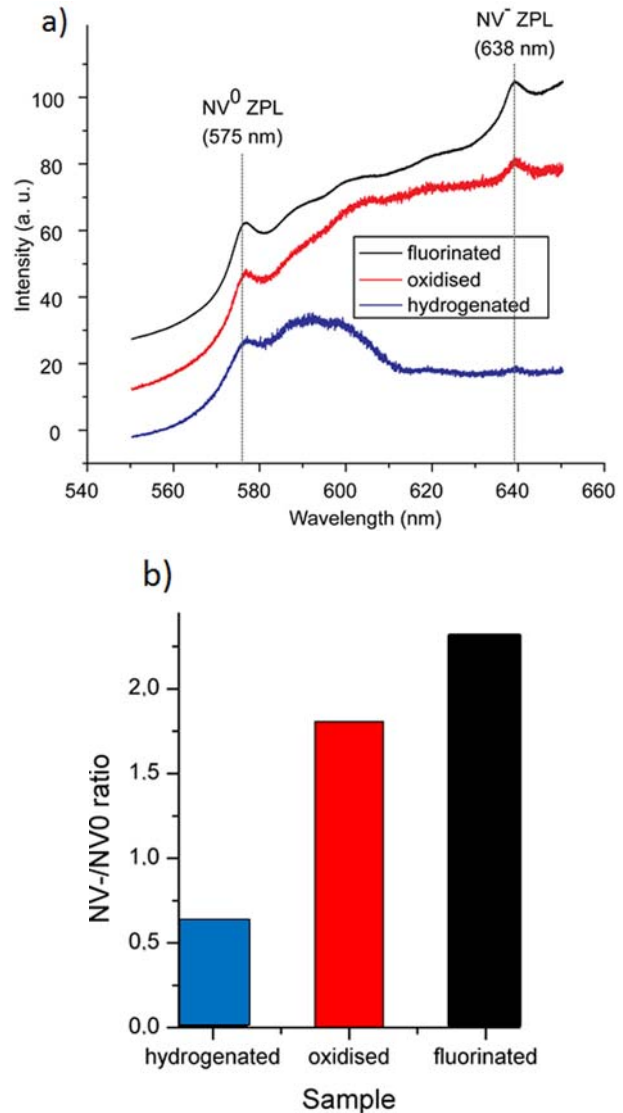 a)
NV⁻ ZPL
(638 nm)
NV⁰ ZPL
(575 nm)
100
80
60
40
20
0
Intensity (a. u.)
fluorinated
oxidised
hydrogenated
540 560 580 600 620 640 660
Wavelength (nm)
b)
2,0
1.5
1.0
0.5
0.0
NV-/NV0 ratio
hydrogenated oxidised fluorinated
Sample